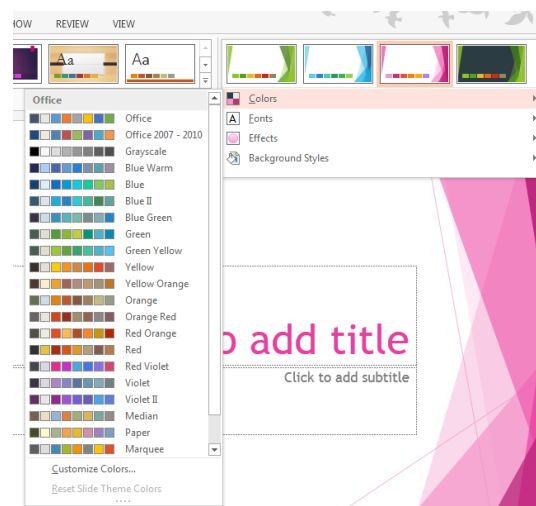 HOW REVIEW VIEW
Aa Aa
Colors
Fonts
Effects
Background Styles
Office
Office
Office 2007 - 2010
Grayscale
Blue Warm
Blue
Blue II
Blue Green
Green
Green Yellow
Yellow
Yellow Orange
Orange
Orange Red
Red Orange
Red
Red Violet
Violet
Violet II
Median
Paper
Marquee
Customize Colors...
Reset Slide Theme Colors
o add title
Click to add subtitle